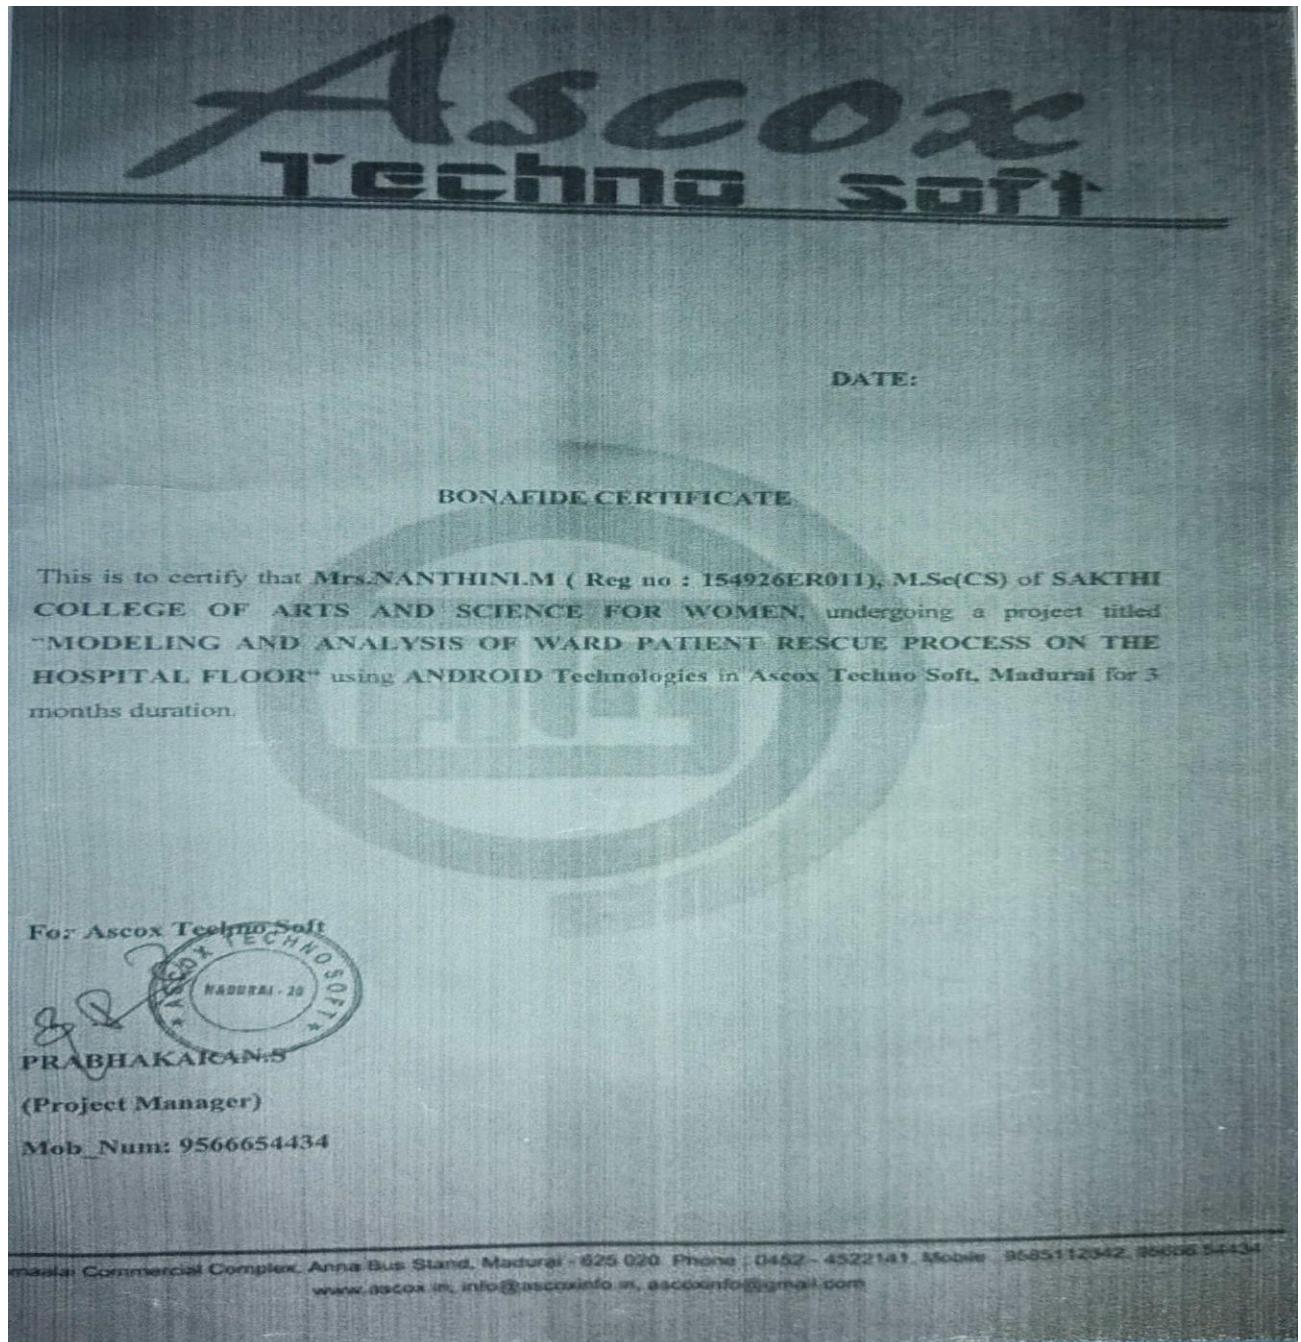 Ascox
Techno soft
DATE:
BONAFIDE CERTIFICATE
This is to certify that Mrs.NANTHINI.M ( Reg no : 154926ER011), M.Sc(CS) of SAKTHI
COLLEGE OF ARTS AND SCIENCE FOR WOMEN, undergoing a project titled
"MODELING AND ANALYSIS OF WARD PATIENT RESCUE PROCESS ON THE
HOSPITAL FLOOR" using ANDROID Technologies in Ascox Techno Soft, Madurai for 3
months duration.
For Ascox Techno Soft
ASCOX TECHNOSOFT
MADURAI - 20
PRABHAKARAN.S
(Project Manager)
Mob_Num: 9566654434
Commercial Complex, Anna Bus Stand, Madurai - 625 020 Phone : 0452 - 4522141, Mobile : 9585112342, 95666 54434
www.ascox.in, info@ascoxinfo.in, ascoxinfo@gmail.com